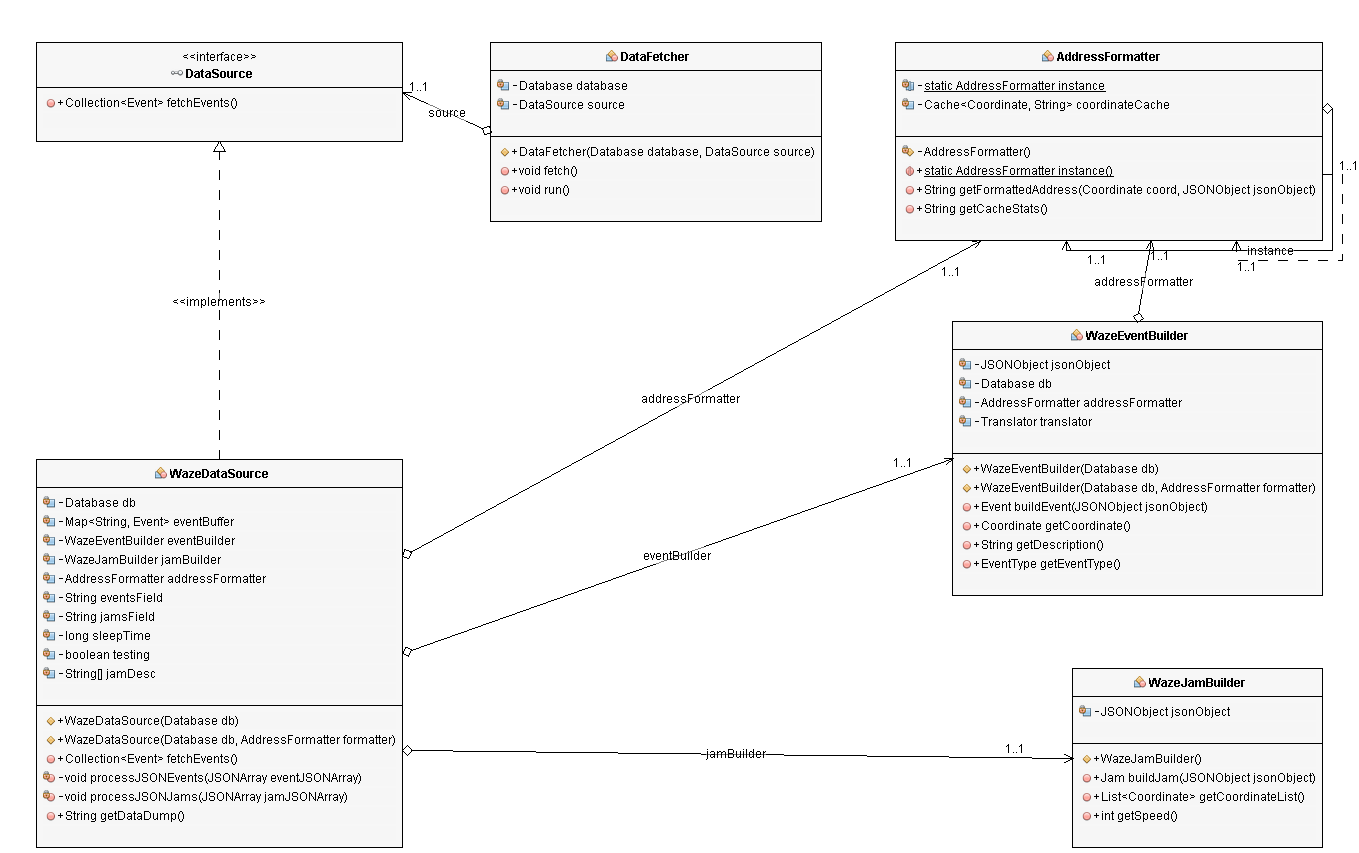 <<interface>>
DataSource
+Collection<Event> fetchEvents()
DataFetcher
-Database database
-DataSource source
+DataFetcher(Database database, DataSource source)
+void fetch()
+void run()
AddressFormatter
-static AddressFormatter instance
-Cache<Coordinate, String> coordinateCache
-AddressFormatter()
+static AddressFormatter instance()
+String getFormattedAddress(Coordinate coord, JSONObject jsonObject)
+String getCacheStats()
1..1
source
1..1
instance
1..1
1..1
1..1
1..1
addressFormatter
<<implements>>
addressFormatter
WazeEventBuilder
-JSONObject jsonObject
-Database db
-AddressFormatter addressFormatter
-Translator translator
+WazeEventBuilder(Database db)
+WazeEventBuilder(Database db, AddressFormatter formatter)
+Event buildEvent(JSONObject jsonObject)
+Coordinate getCoordinate()
+String getDescription()
+EventType getEventType()
1..1
eventBuilder
WazeDataSource
-Database db
-Map<String, Event> eventBuffer
-WazeEventBuilder eventBuilder
-WazeJamBuilder jamBuilder
-AddressFormatter addressFormatter
-String eventsField
-String jamsField
-long sleepTime
-boolean testing
-String[] jamDesc
+WazeDataSource(Database db)
+WazeDataSource(Database db, AddressFormatter formatter)
+Collection<Event> fetchEvents()
-void processJSONEvents(JSONArray eventJSONArray)
-void processJSONJams(JSONArray jamJSONArray)
+String getDataDump()
jamBuilder
1..1
WazeJamBuilder
-JSONObject jsonObject
+WazeJamBuilder()
+Jam buildJam(JSONObject jsonObject)
+List<Coordinate> getCoordinateList()
+int getSpeed()